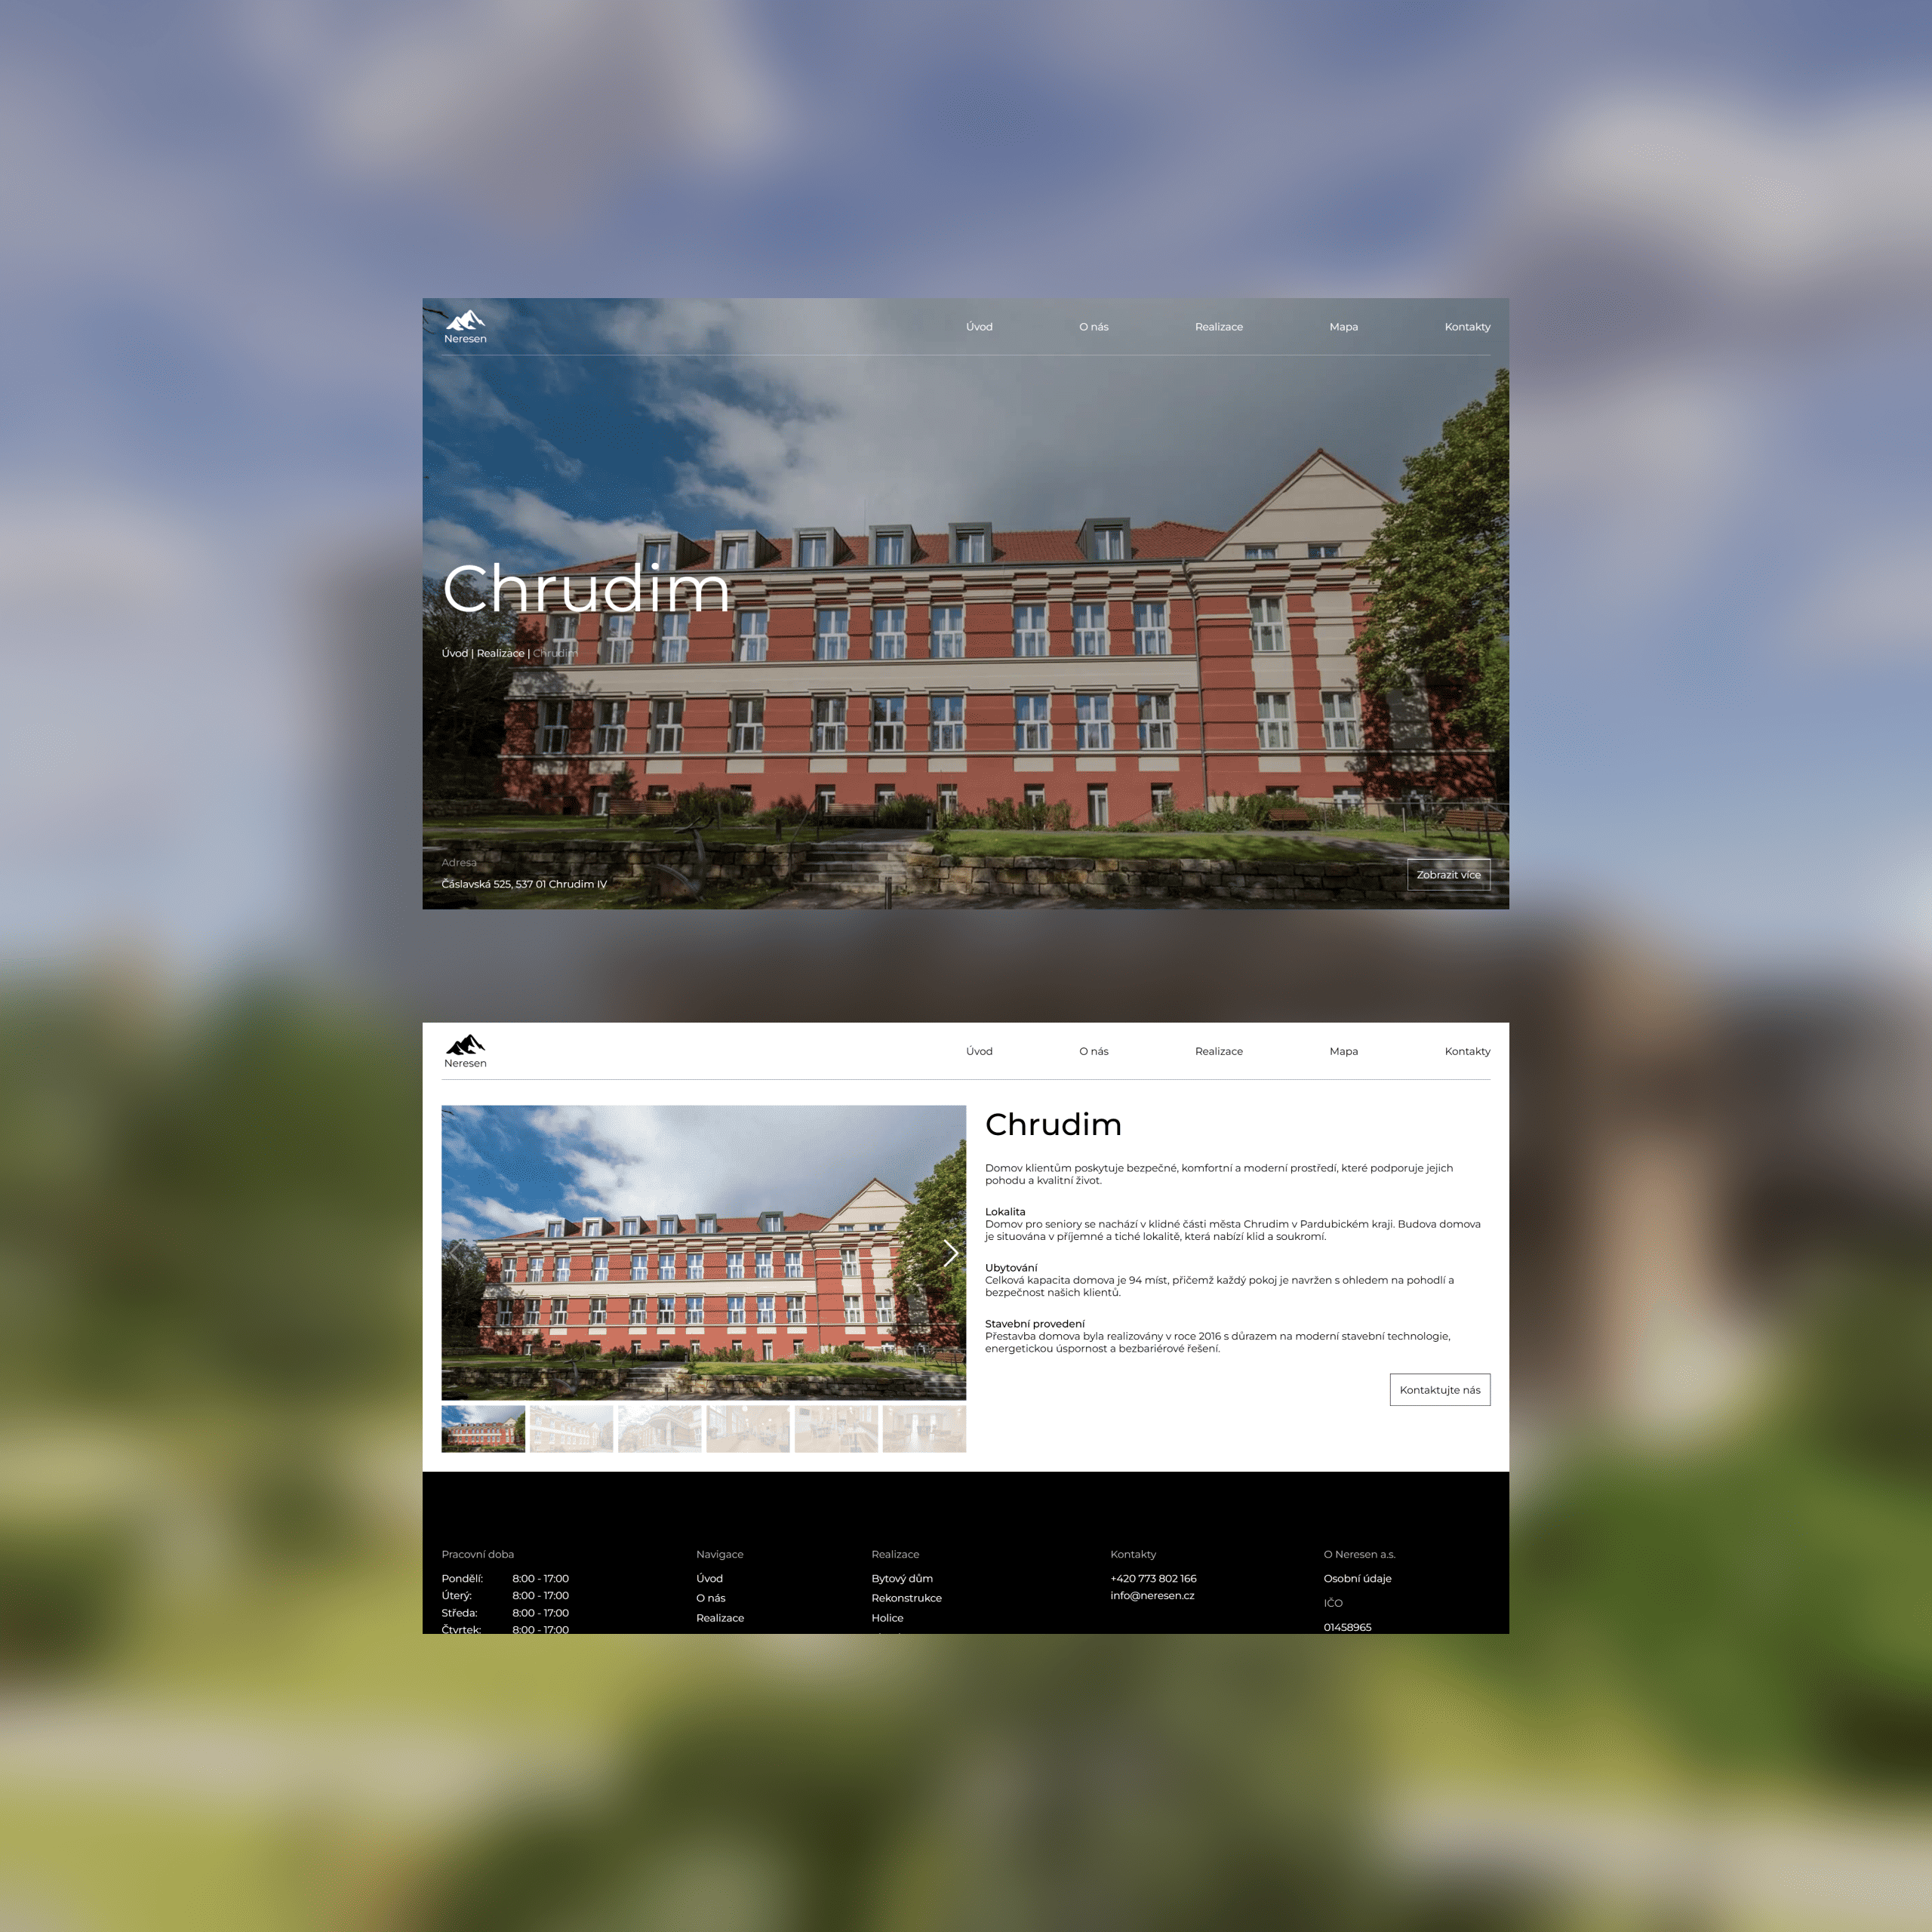 Neresen
Úvod
O nás
Realizace
Mapa
Kontakty
Chrudim
Úvod | Realizace | Chrudim
Adresa
Čáslavská 525, 537 01 Chrudim IV
Zobrazit více
Neresen
Úvod
O nás
Realizace
Mapa
Kontakty
Chrudim
Domov klientům poskytuje bezpečné, komfortní a moderní prostředí, které podporuje jejich
pohodu a kvalitní život.
Lokalita
Domov pro seniory se nachází v klidné části města Chrudim v Pardubickém kraji. Budova domova
je situována v příjemné a tiché lokalitě, která nabízí klid a soukromí.
Ubytování
Celková kapacita domova je 94 míst, přičemž každý pokoj je navržen s ohledem na pohodlí a
bezpečnost našich klientů.
Stavební provedení
Přestavba domova byla realizovány v roce 2016 s důrazem na moderní stavební technologie,
energetickou úspornost a bezbariérové řešení.
Kontaktujte nás
Pracovní doba
Pondělí: 8:00 - 17:00
Úterý: 8:00 - 17:00
Středa: 8:00 - 17:00
Čtvrtek: 8:00 - 17:00
Navigace
Úvod
O nás
Realizace
Realizace
Bytový dům
Rekonstrukce
Holice
Kontakty
+420 773 802 166
info@neresen.cz
O Neresen a.s.
Osobní údaje
IČO
01458965